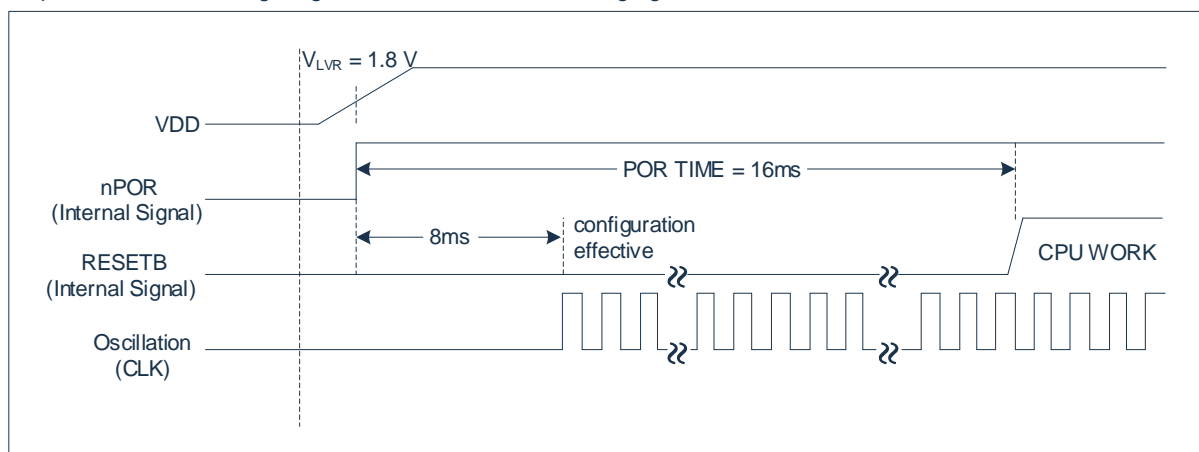 V_LVR = 1.8 V
VDD
POR TIME = 16ms
nPOR
(Internal Signal)
8ms
configuration
effective
RESETB
(Internal Signal)
CPU WORK
Oscillation
(CLK)